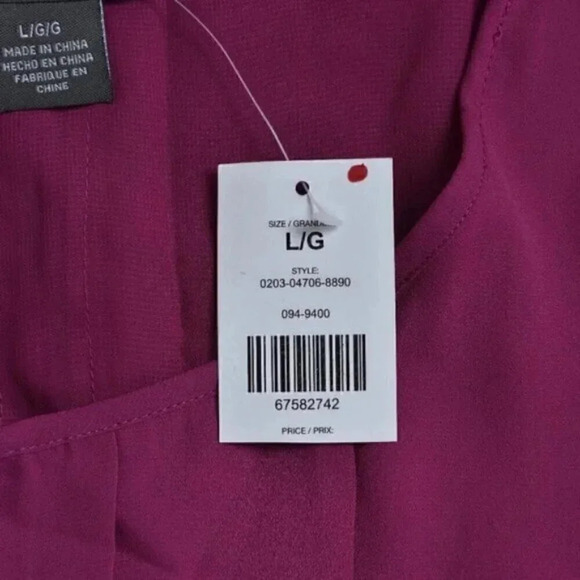 L/G/G
MADE IN CHINA
HECHO EN CHINA
FABRIQUE EN
CHINE
SIZE / GRANDEUR
L/G
STYLE:
0203-04706-8890
094-9400
67582742
PRICE / PRIX: